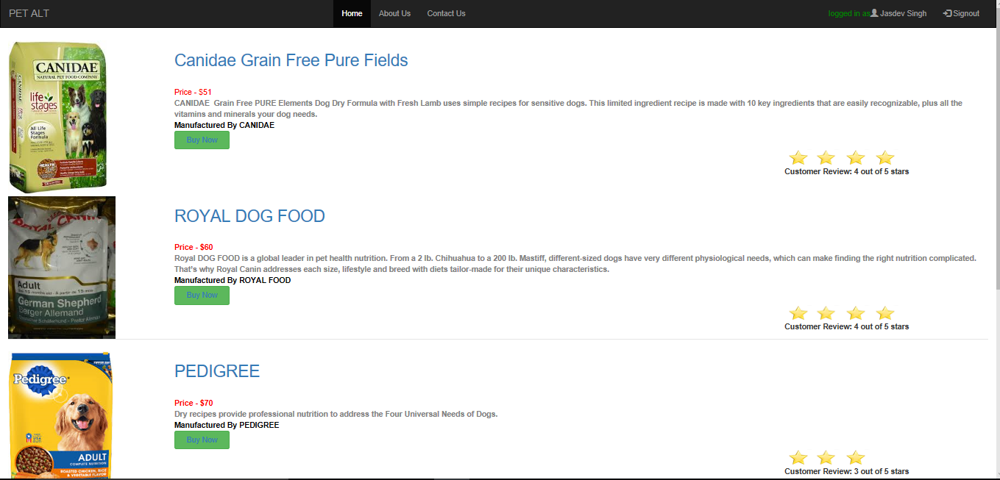 PET ALT
Home
About Us
Contact Us
logged in as Jasdev Singh
Signout
CANIDAE
NATURAL PET FOOD COMPANY
life
stages
All Life
Stages
Formula
Canidae Grain Free Pure Fields
Price - $51
CANIDAE Grain Free PURE Elements Dog Dry Formula with Fresh Lamb uses simple recipes for sensitive dogs. This limited ingredient recipe is made with 10 key ingredients that are easily recognizable, plus all the
vitamins and minerals your dog needs.
Manufactured By CANIDAE
Buy Now
Customer Review: 4 out of 5 stars
ROYAL CANIN
Adult
German Shepherd
Berger Allemand
ROYAL DOG FOOD
Price - $60
Royal DOG FOOD is a global leader in pet health nutrition. From a 2 lb. Chihuahua to a 200 lb. Mastiff, different-sized dogs have very different physiological needs, which can make finding the right nutrition complicated.
That's why Royal Canin addresses each size, lifestyle and breed with diets tailor-made for their unique characteristics.
Manufactured By ROYAL FOOD
Buy Now
Customer Review: 4 out of 5 stars
Pedigree
ADULT
COMPLETE NUTRITION
ROASTED CHICKEN, RICE
& VEGETABLE FLAVOR
PEDIGREE
Price - $70
Dry recipes provide professional nutrition to address the Four Universal Needs of Dogs.
Manufactured By PEDIGREE
Buy Now
Customer Review: 3 out of 5 stars